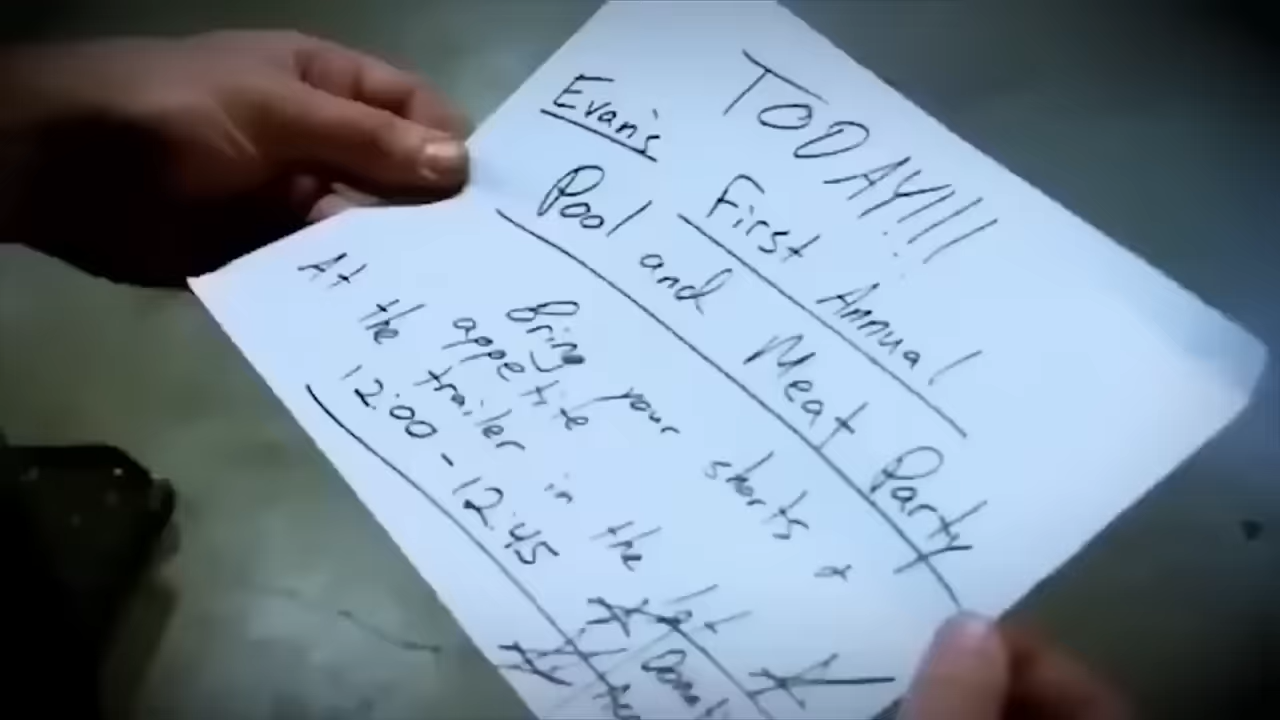 TODAY!!!
Evan's First Annual
Pool and Meat Party
Bring your shorts +
appetite
At the trailer in the lot
12:00-12:45